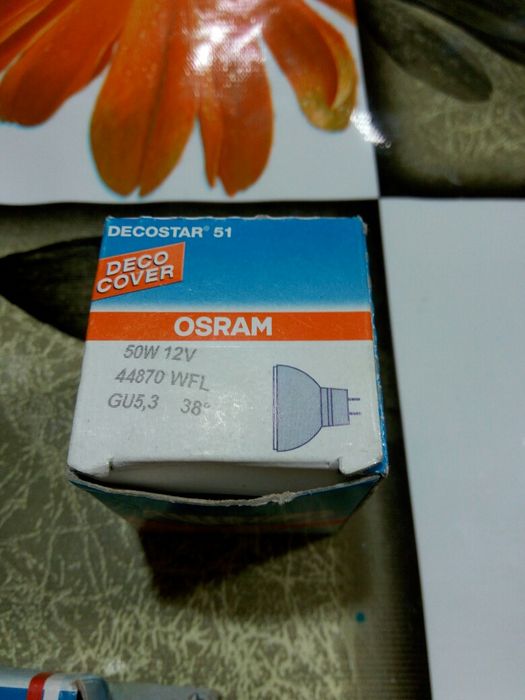 DECOSTAR® 51
DECO
COVER
OSRAM
50W 12V
44870 WFL
GU5,3 38°